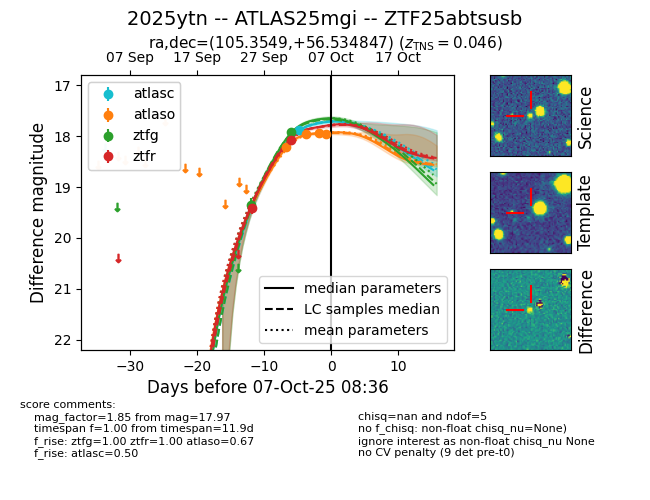 2025ytn -- ATLAS25mgi -- ZTF25abtsusb
ra,dec=(105.3549,+56.534847) (z_TNS = 0.046)
07 Sep 17 Sep 27 Sep 07 Oct 17 Oct
17
18
19
20
21
22
Difference magnitude
atlasc
atlaso
ztfg
ztfr
median parameters
LC samples median
mean parameters
−30 −20 −10 0 10
Days before 07-Oct-25 08:36
Science
Template
Difference
score comments:
mag_factor=1.85 from mag=17.97
timespan f=1.00 from timespan=11.9d
f_rise: ztfg=1.00 ztfr=1.00 atlaso=0.67
f_rise: atlasc=0.50
chisq=nan and ndof=5
no f_chisq: non-float chisq_nu=None)
ignore interest as non-float chisq_nu None
no CV penalty (9 det pre-t0)